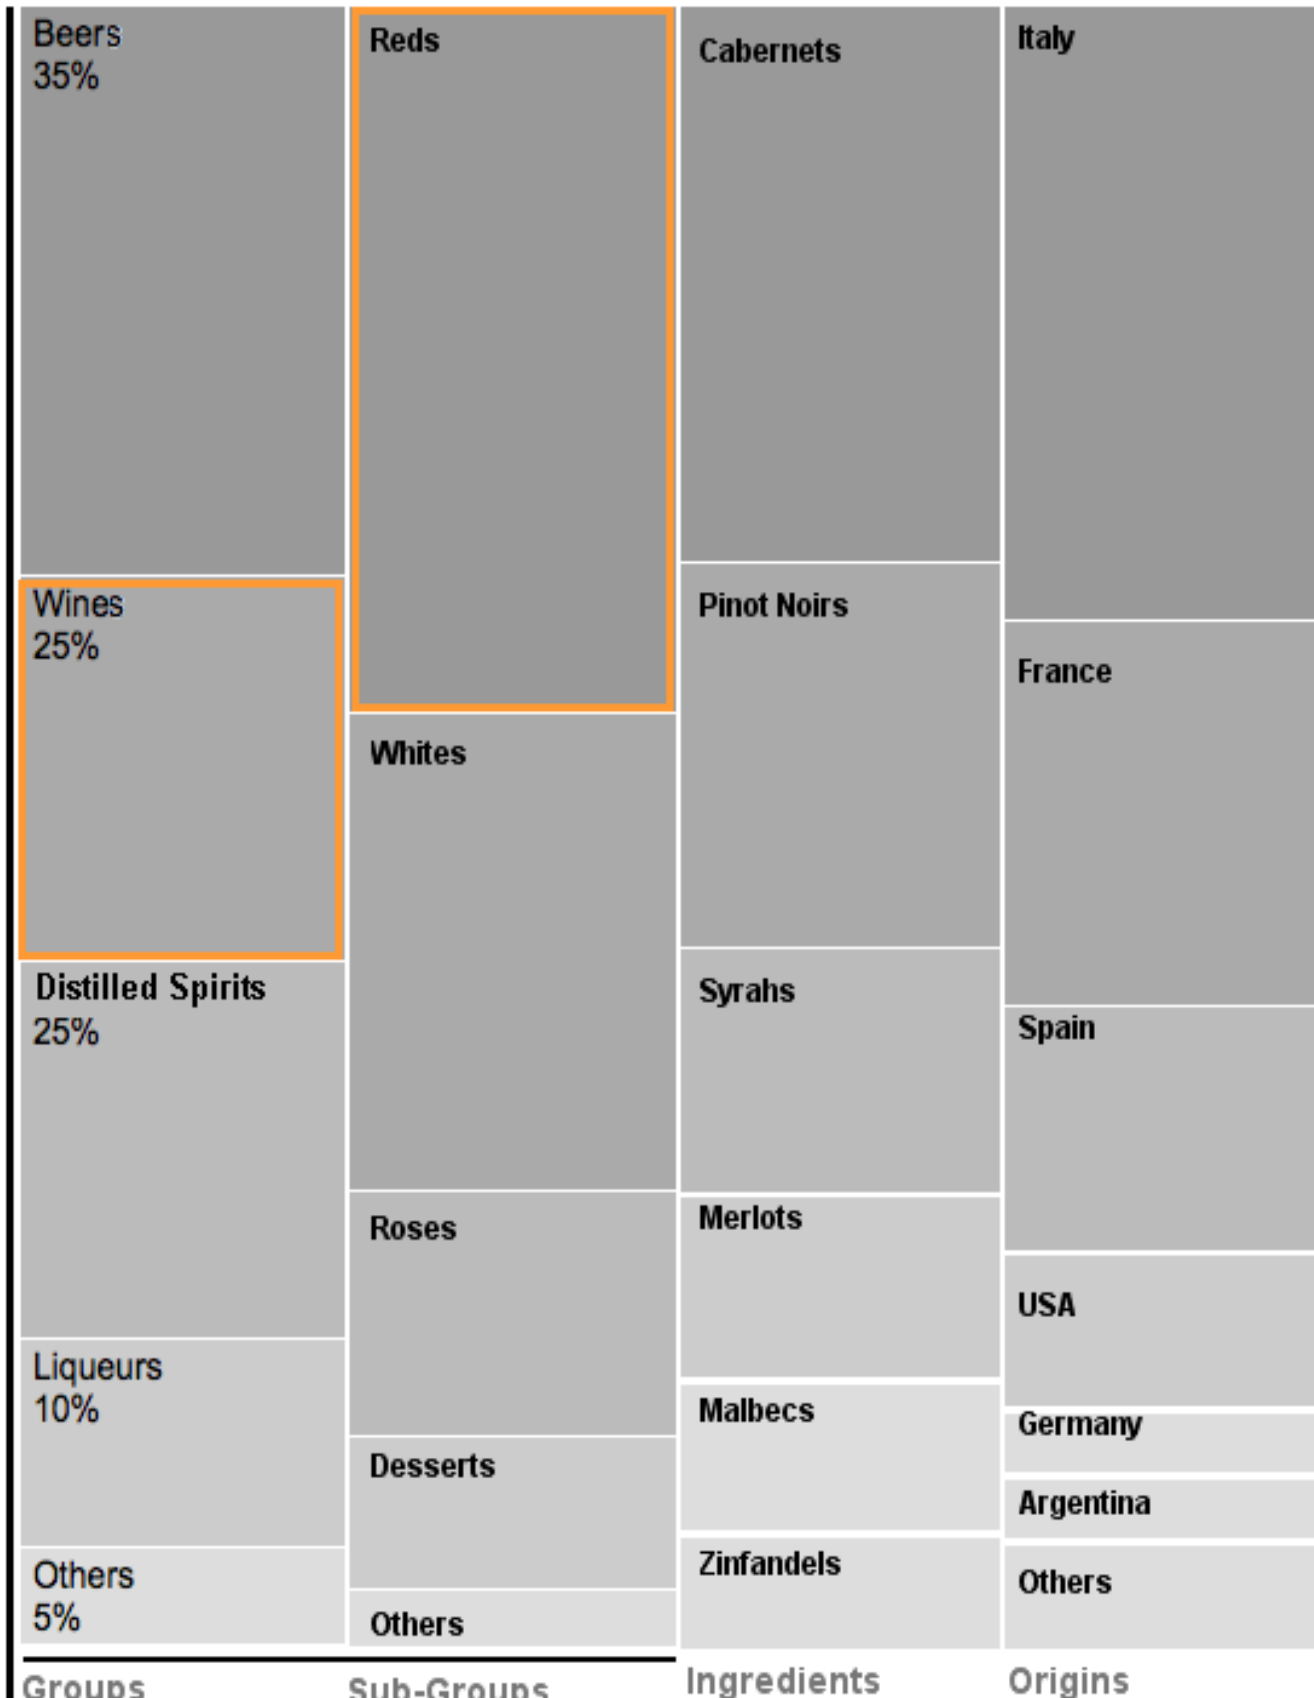 Beers
35%
Wines
25%
Distilled Spirits
25%
Liqueurs
10%
Others
5%
Groups
Reds
Whites
Roses
Desserts
Others
Sub-Groups
Cabernets
Pinot Noirs
Syrahs
Merlots
Malbecs
Zinfandels
Ingredients
Italy
France
Spain
USA
Germany
Argentina
Others
Origins